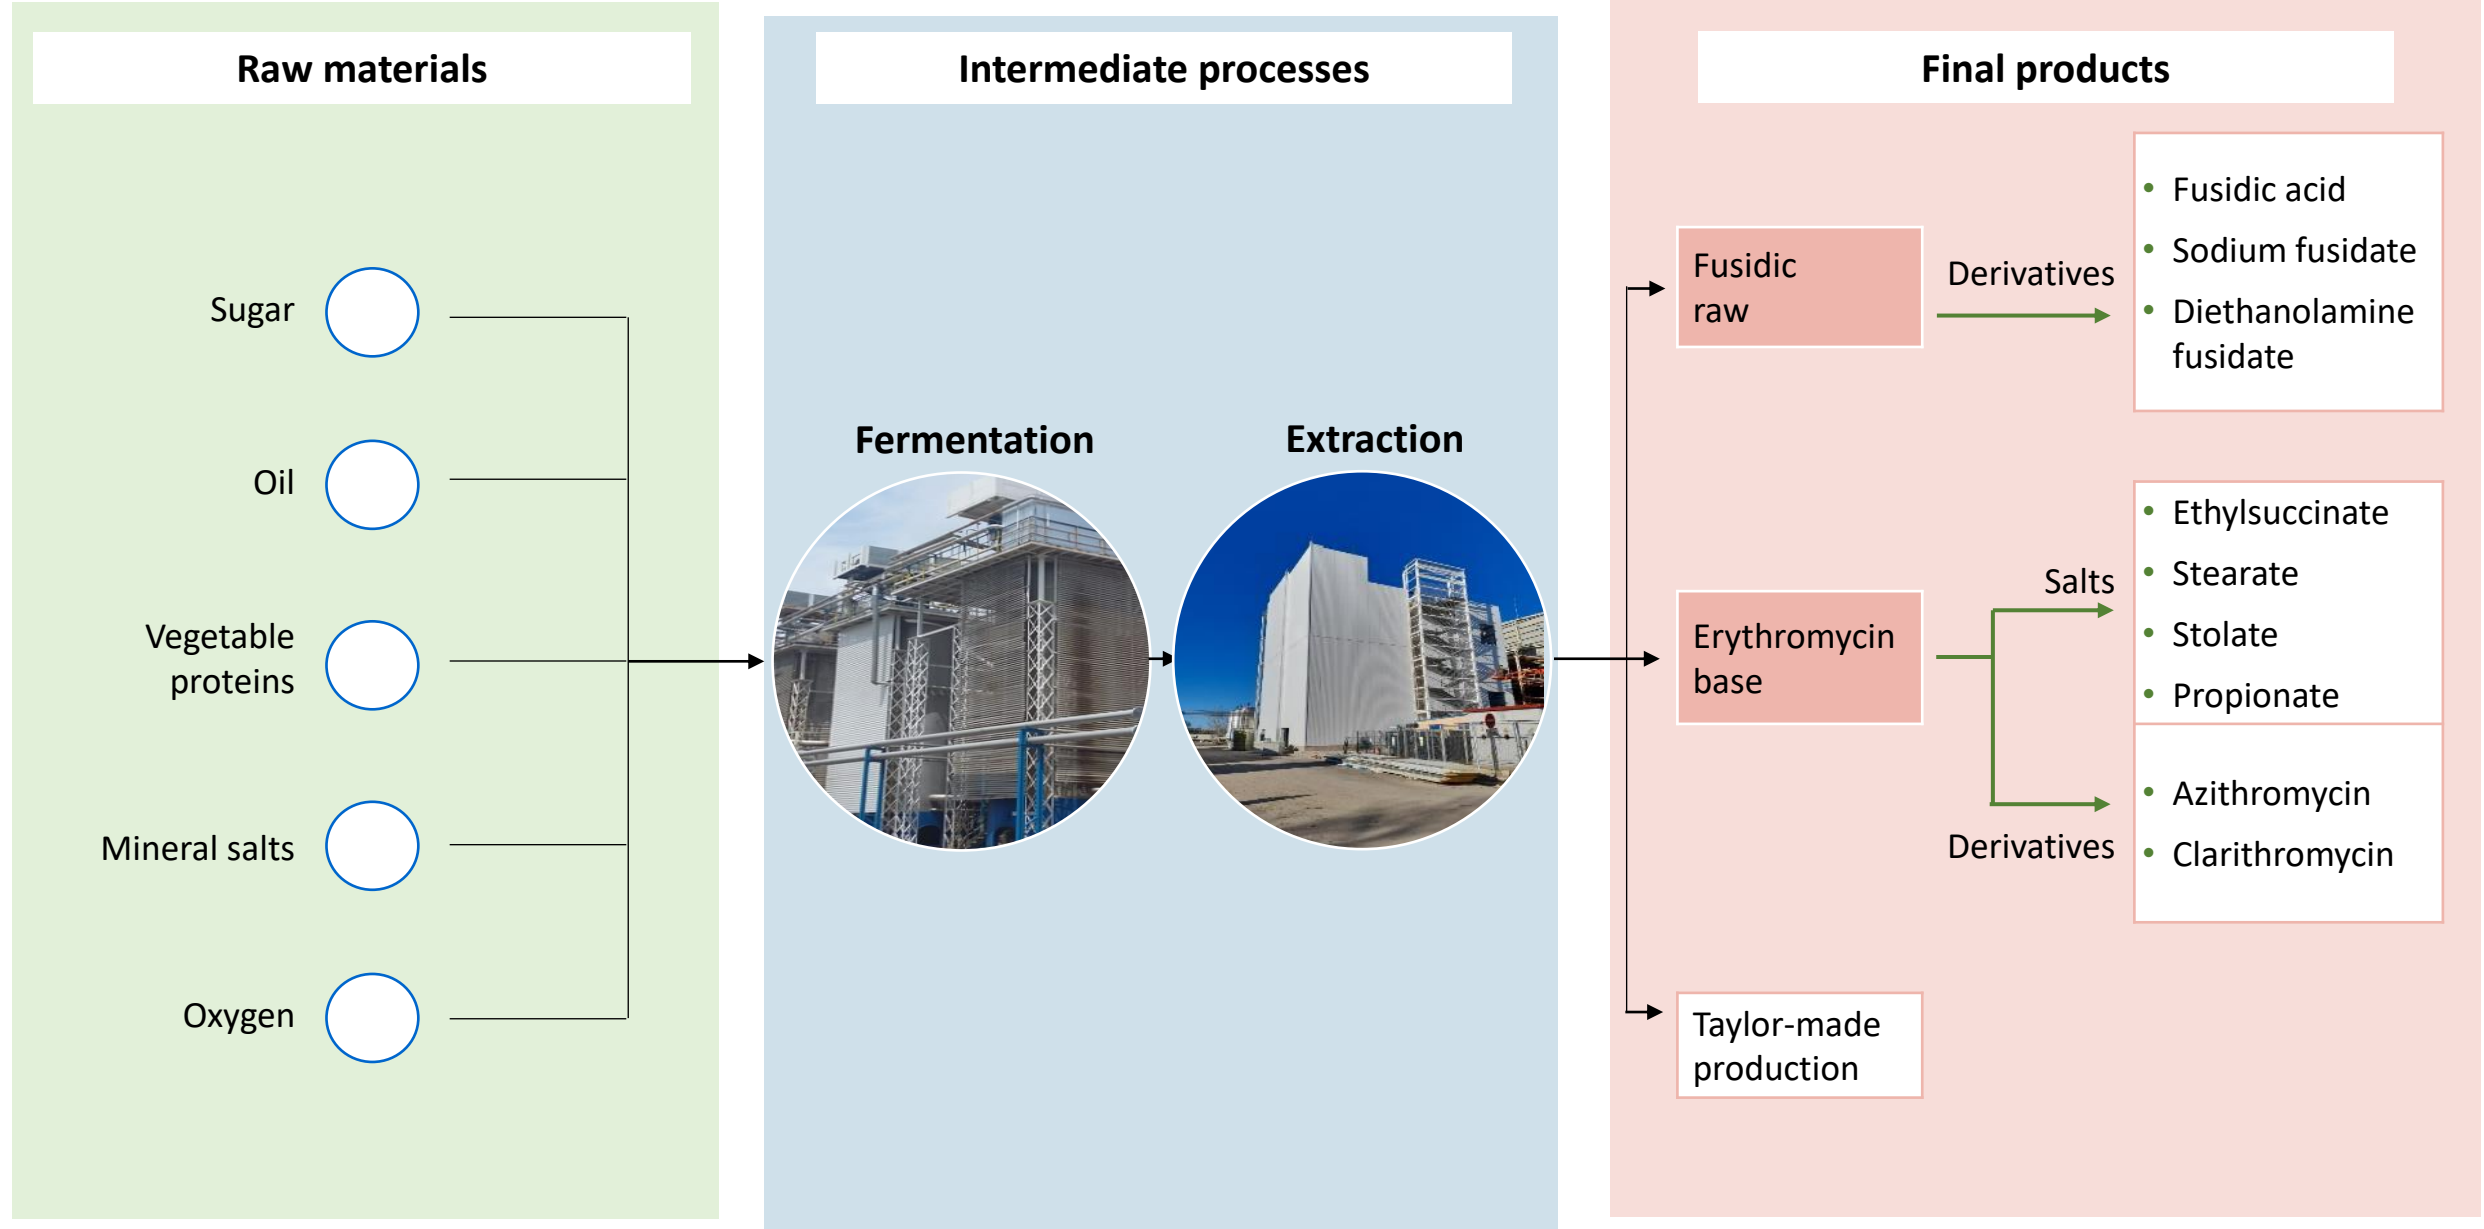 Raw materials
Sugar
Oil
Vegetable
proteins
Mineral salts
Oxygen
Intermediate processes
Fermentation
Extraction
Final products
Fusidic
raw
Derivatives
• Fusidic acid
• Sodium fusidate
• Diethanolamine
fusidate
Erythromycin
base
Salts
• Ethylsuccinate
• Stearate
• Stolate
• Propionate
Derivatives
• Azithromycin
• Clarithromycin
Taylor-made
production